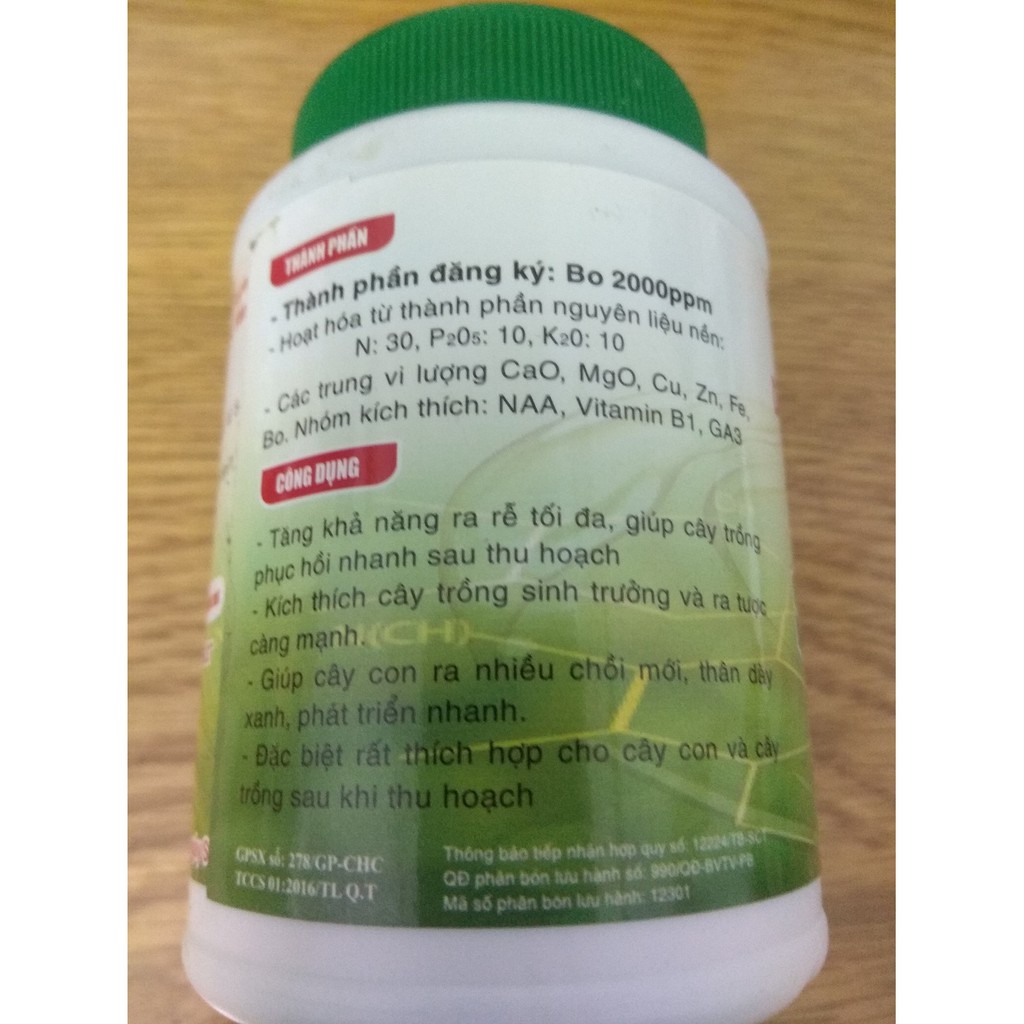 THÀNH PHẦN
- Thành phần đăng ký: Bo 2000ppm
- Hoạt hóa từ thành phần nguyên liệu nền:
N: 30, P205: 10, K20: 10
- Các trung vi lượng CaO, MgO, Cu, Zn, Fe,
Bo. Nhóm kích thích: NAA, Vitamin B1, GA3
CÔNG DỤNG
- Tăng khả năng ra rễ tối đa, giúp cây trồng
phục hồi nhanh sau thu hoạch
- Kích thích cây trồng sinh trưởng và ra tược
càng mạnh.
(CH)
- Giúp cây con ra nhiều chồi mới, thân dày
xanh, phát triển nhanh.
- Đặc biệt rất thích hợp cho cây con và cây
trồng sau khi thu hoạch
GPSX số: 278/GP-CHC
TCCS 01:2016/TL Q.T
Thông báo tiếp nhận hợp quy số: 12224/TB-SCT
QĐ phân bón lưu hành số: 990/QĐ-BVTV-PB
Mã số phân bón lưu hành: 12301